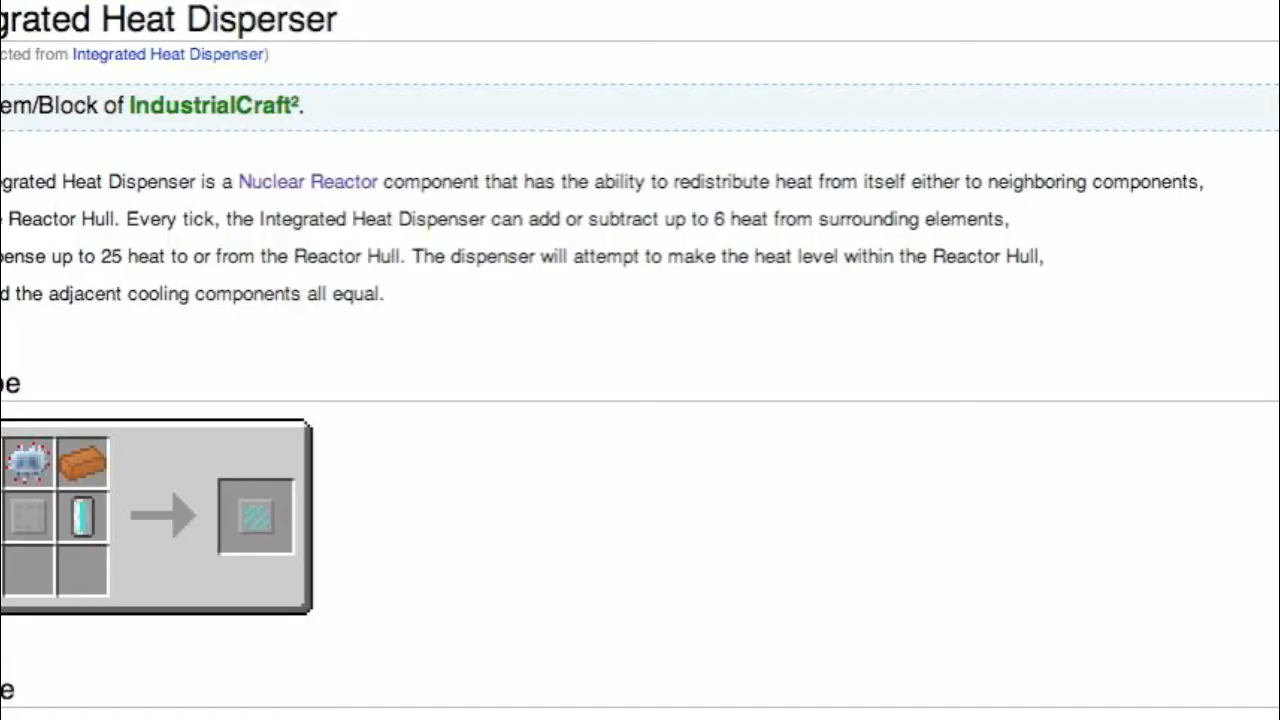 grated Heat Disperser
cted from Integrated Heat Dispenser)
em/Block of IndustrialCraft².
grated Heat Dispenser is a Nuclear Reactor component that has the ability to redistribute heat from itself either to neighboring components,
Reactor Hull. Every tick, the Integrated Heat Dispenser can add or subtract up to 6 heat from surrounding elements,
pense up to 25 heat to or from the Reactor Hull. The dispenser will attempt to make the heat level within the Reactor Hull,
d the adjacent cooling components all equal.
pe
e